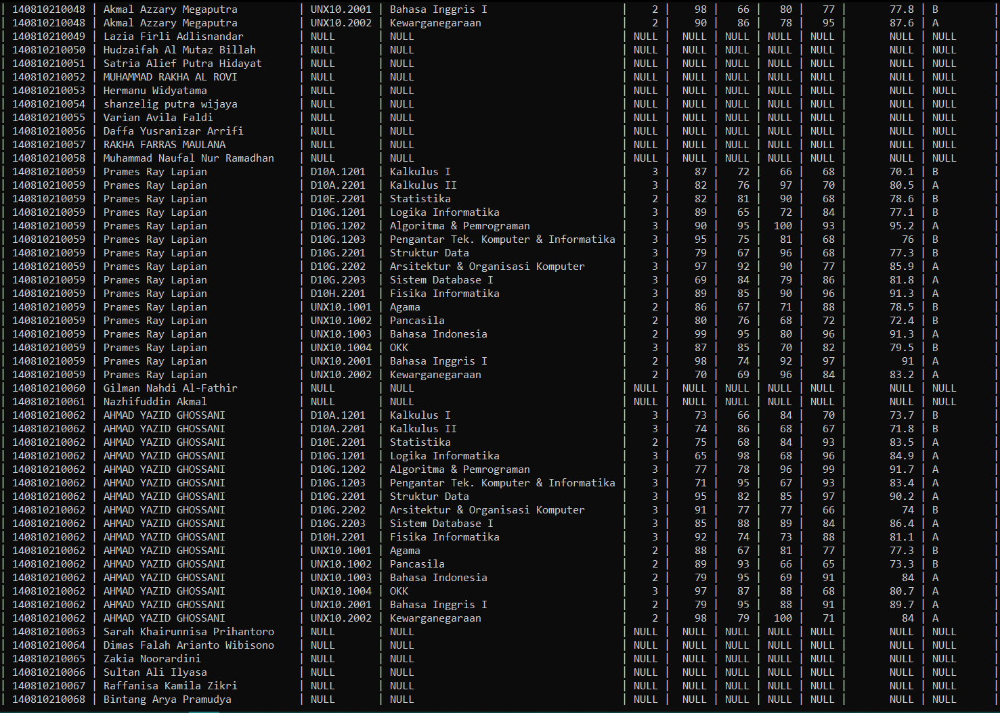 | 140810210048 | Akmal Azzary Megaputra | UNX10.2001 | Bahasa Inggris I | 2 | 98 | 66 | 80 | 77 | 77.8 | B |
| 140810210048 | Akmal Azzary Megaputra | UNX10.2002 | Kewarganegaraan | 2 | 90 | 86 | 78 | 95 | 87.6 | A |
| 140810210049 | Lazia Firli Adlisnandar | NULL | NULL | NULL | NULL | NULL | NULL | NULL | NULL | NULL |
| 140810210050 | Hudzaifah Al Mutaz Billah | NULL | NULL | NULL | NULL | NULL | NULL | NULL | NULL | NULL |
| 140810210051 | Satria Alief Putra Hidayat | NULL | NULL | NULL | NULL | NULL | NULL | NULL | NULL | NULL |
| 140810210052 | MUHAMMAD RAKHA AL ROVI | NULL | NULL | NULL | NULL | NULL | NULL | NULL | NULL | NULL |
| 140810210053 | Hermanu Widyatama | NULL | NULL | NULL | NULL | NULL | NULL | NULL | NULL | NULL |
| 140810210054 | shanzelig putra wijaya | NULL | NULL | NULL | NULL | NULL | NULL | NULL | NULL | NULL |
| 140810210055 | Varian Avila Faldi | NULL | NULL | NULL | NULL | NULL | NULL | NULL | NULL | NULL |
| 140810210056 | Daffa Yusranizar Arrifi | NULL | NULL | NULL | NULL | NULL | NULL | NULL | NULL | NULL |
| 140810210057 | RAKHA FARRAS MAULANA | NULL | NULL | NULL | NULL | NULL | NULL | NULL | NULL | NULL |
| 140810210058 | Muhammad Naufal Nur Ramadhan | NULL | NULL | NULL | NULL | NULL | NULL | NULL | NULL | NULL |
| 140810210059 | Prames Ray Lapian | D10A.1201 | Kalkulus I | 3 | 87 | 72 | 66 | 68 | 70.1 | B |
| 140810210059 | Prames Ray Lapian | D10A.2201 | Kalkulus II | 3 | 82 | 76 | 97 | 70 | 80.5 | A |
| 140810210059 | Prames Ray Lapian | D10E.2201 | Statistika | 2 | 82 | 81 | 90 | 68 | 78.6 | B |
| 140810210059 | Prames Ray Lapian | D10G.1201 | Logika Informatika | 3 | 89 | 65 | 72 | 84 | 77.1 | B |
| 140810210059 | Prames Ray Lapian | D10G.1202 | Algoritma & Pemrograman | 3 | 90 | 95 | 100 | 93 | 95.2 | A |
| 140810210059 | Prames Ray Lapian | D10G.1203 | Pengantar Tek. Komputer & Informatika | 3 | 95 | 75 | 81 | 68 | 76 | B |
| 140810210059 | Prames Ray Lapian | D10G.2201 | Struktur Data | 3 | 79 | 67 | 96 | 68 | 77.3 | B |
| 140810210059 | Prames Ray Lapian | D10G.2202 | Arsitektur & Organisasi Komputer | 3 | 97 | 92 | 90 | 77 | 85.9 | A |
| 140810210059 | Prames Ray Lapian | D10G.2203 | Sistem Database I | 3 | 69 | 84 | 79 | 86 | 81.8 | A |
| 140810210059 | Prames Ray Lapian | D10H.2201 | Fisika Informatika | 3 | 89 | 85 | 90 | 96 | 91.3 | A |
| 140810210059 | Prames Ray Lapian | UNX10.1001 | Agama | 2 | 86 | 67 | 71 | 88 | 78.5 | B |
| 140810210059 | Prames Ray Lapian | UNX10.1002 | Pancasila | 2 | 80 | 76 | 68 | 72 | 72.4 | B |
| 140810210059 | Prames Ray Lapian | UNX10.1003 | Bahasa Indonesia | 2 | 99 | 95 | 80 | 96 | 91.3 | A |
| 140810210059 | Prames Ray Lapian | UNX10.1004 | OKK | 3 | 87 | 85 | 70 | 82 | 79.5 | B |
| 140810210059 | Prames Ray Lapian | UNX10.2001 | Bahasa Inggris I | 2 | 98 | 74 | 92 | 97 | 91 | A |
| 140810210059 | Prames Ray Lapian | UNX10.2002 | Kewarganegaraan | 2 | 70 | 69 | 96 | 84 | 83.2 | A |
| 140810210060 | Gilman Nahdi Al-Fathir | NULL | NULL | NULL | NULL | NULL | NULL | NULL | NULL | NULL |
| 140810210061 | Nazhifuddin Akmal | NULL | NULL | NULL | NULL | NULL | NULL | NULL | NULL | NULL |
| 140810210062 | AHMAD YAZID GHOSSANI | D10A.1201 | Kalkulus I | 3 | 73 | 66 | 84 | 70 | 73.7 | B |
| 140810210062 | AHMAD YAZID GHOSSANI | D10A.2201 | Kalkulus II | 3 | 74 | 86 | 68 | 67 | 71.8 | B |
| 140810210062 | AHMAD YAZID GHOSSANI | D10E.2201 | Statistika | 2 | 75 | 68 | 84 | 93 | 83.5 | A |
| 140810210062 | AHMAD YAZID GHOSSANI | D10G.1201 | Logika Informatika | 3 | 65 | 98 | 68 | 96 | 84.9 | A |
| 140810210062 | AHMAD YAZID GHOSSANI | D10G.1202 | Algoritma & Pemrograman | 3 | 77 | 78 | 96 | 99 | 91.7 | A |
| 140810210062 | AHMAD YAZID GHOSSANI | D10G.1203 | Pengantar Tek. Komputer & Informatika | 3 | 71 | 95 | 67 | 93 | 83.4 | A |
| 140810210062 | AHMAD YAZID GHOSSANI | D10G.2201 | Struktur Data | 3 | 95 | 82 | 85 | 97 | 90.2 | A |
| 140810210062 | AHMAD YAZID GHOSSANI | D10G.2202 | Arsitektur & Organisasi Komputer | 3 | 91 | 77 | 77 | 66 | 74 | B |
| 140810210062 | AHMAD YAZID GHOSSANI | D10G.2203 | Sistem Database I | 3 | 85 | 88 | 89 | 84 | 86.4 | A |
| 140810210062 | AHMAD YAZID GHOSSANI | D10H.2201 | Fisika Informatika | 3 | 92 | 74 | 73 | 88 | 81.1 | A |
| 140810210062 | AHMAD YAZID GHOSSANI | UNX10.1001 | Agama | 2 | 88 | 67 | 81 | 77 | 77.3 | B |
| 140810210062 | AHMAD YAZID GHOSSANI | UNX10.1002 | Pancasila | 2 | 89 | 93 | 66 | 65 | 73.3 | B |
| 140810210062 | AHMAD YAZID GHOSSANI | UNX10.1003 | Bahasa Indonesia | 2 | 79 | 95 | 69 | 91 | 84 | A |
| 140810210062 | AHMAD YAZID GHOSSANI | UNX10.1004 | OKK | 3 | 97 | 87 | 88 | 68 | 80.7 | A |
| 140810210062 | AHMAD YAZID GHOSSANI | UNX10.2001 | Bahasa Inggris I | 2 | 79 | 95 | 88 | 91 | 89.7 | A |
| 140810210062 | AHMAD YAZID GHOSSANI | UNX10.2002 | Kewarganegaraan | 2 | 98 | 79 | 100 | 71 | 84 | A |
| 140810210063 | Sarah Khairunnisa Prihantoro | NULL | NULL | NULL | NULL | NULL | NULL | NULL | NULL | NULL |
| 140810210064 | Dimas Falah Arianto Wibisono | NULL | NULL | NULL | NULL | NULL | NULL | NULL | NULL | NULL |
| 140810210065 | Zakia Noorardini | NULL | NULL | NULL | NULL | NULL | NULL | NULL | NULL | NULL |
| 140810210066 | Sultan Ali Ilyasa | NULL | NULL | NULL | NULL | NULL | NULL | NULL | NULL | NULL |
| 140810210067 | Raffanisa Kamila Zikri | NULL | NULL | NULL | NULL | NULL | NULL | NULL | NULL | NULL |
| 140810210068 | Bintang Arya Pramudya | NULL | NULL | NULL | NULL | NULL | NULL | NULL | NULL | NULL |